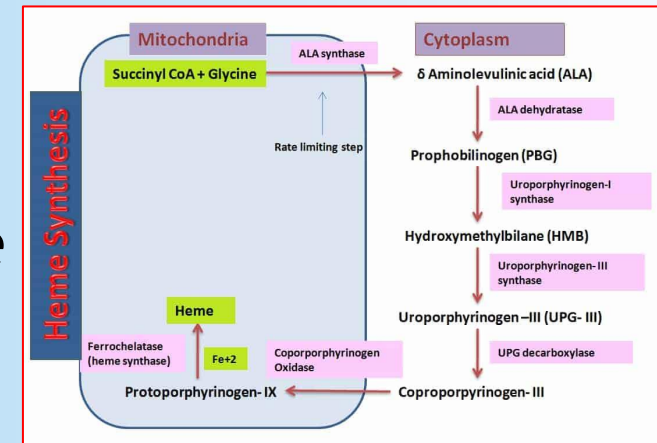 Heme Synthesis
Mitochondria
Cytoplasm
ALA synthase
Succinyl CoA + Glycine
δ Aminolevulinic acid (ALA)
ALA dehydratase
Rate limiting step
Prophobilinogen (PBG)
Uroporphyrinogen-I
synthase
Hydroxymethylbilane (HMB)
Uroporphyrinogen- III
synthase
Heme
Uroporphyrinogen –III (UPG- III)
Ferrochelatase
(heme synthase)
Fe+2
Coporporphyrinogen
Oxidase
UPG decarboxylase
Protoporphyrinogen- IX
Coproporpyrinogen- III
e